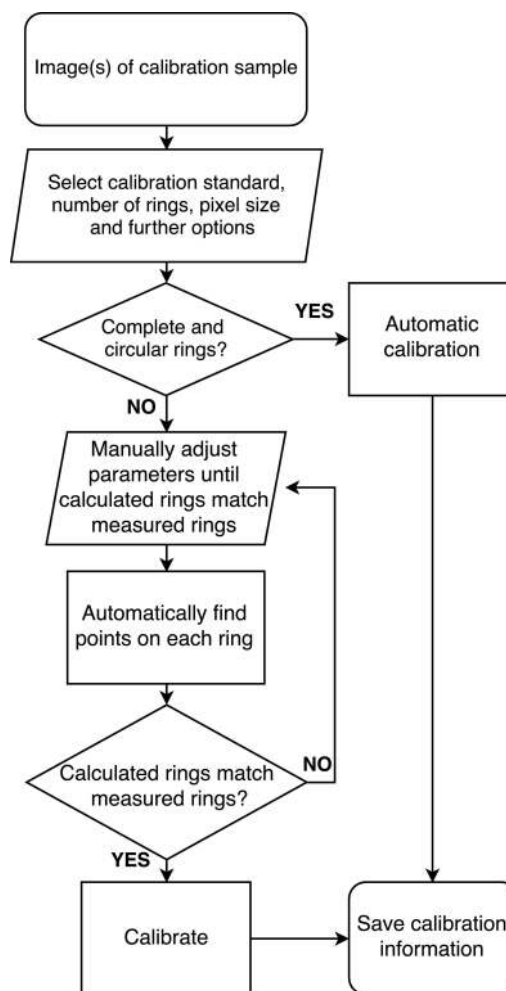 Image(s) of calibration sample
Select calibration standard,
number of rings, pixel size
and further options
Complete and
circular rings?
YES
Automatic
calibration
NO
Manually adjust
parameters until
calculated rings match
measured rings
Automatically find
points on each ring
Calculated rings match
measured rings?
NO
YES
Calibrate
Save calibration
information